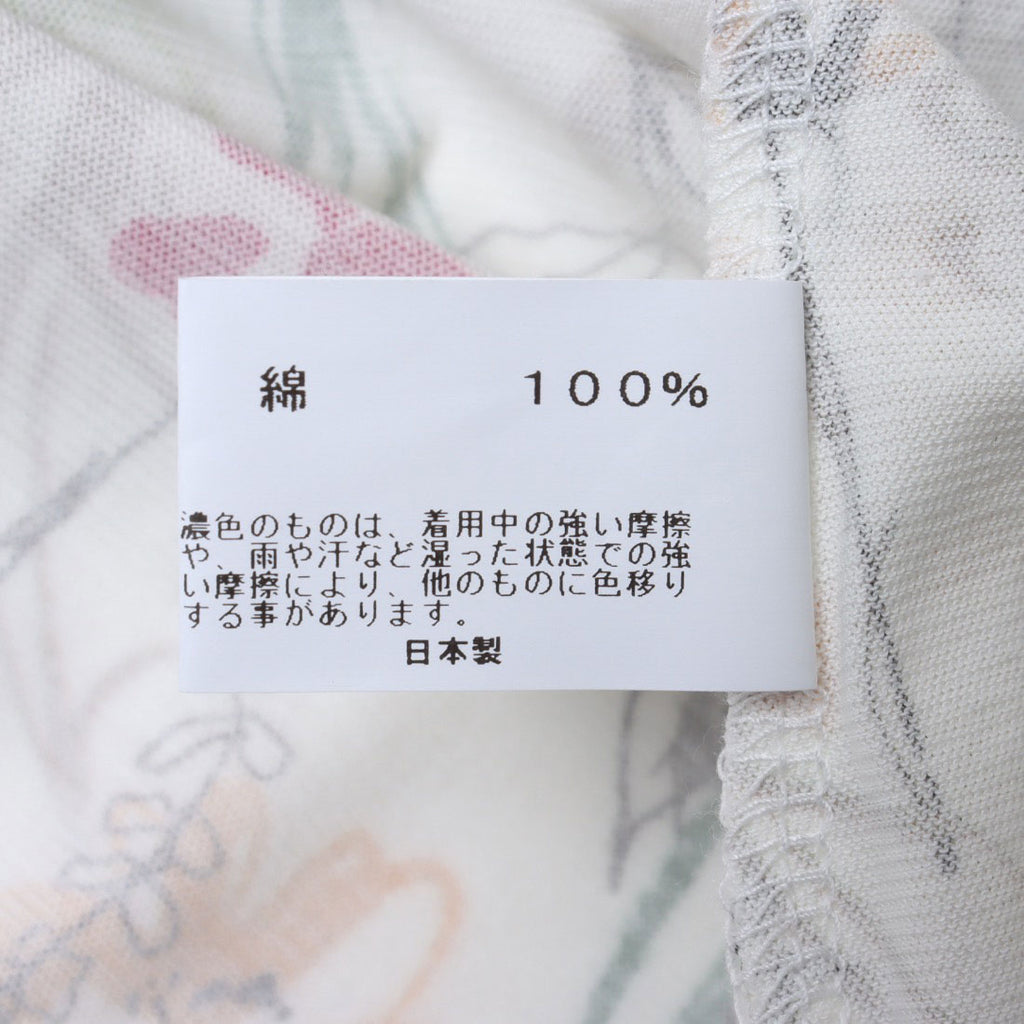 綿 １００％
濃色のものは、着用中の強い摩擦
や、雨や汗など湿った状態での強
い摩擦により、他のものに色移り
する事があります。
日本製